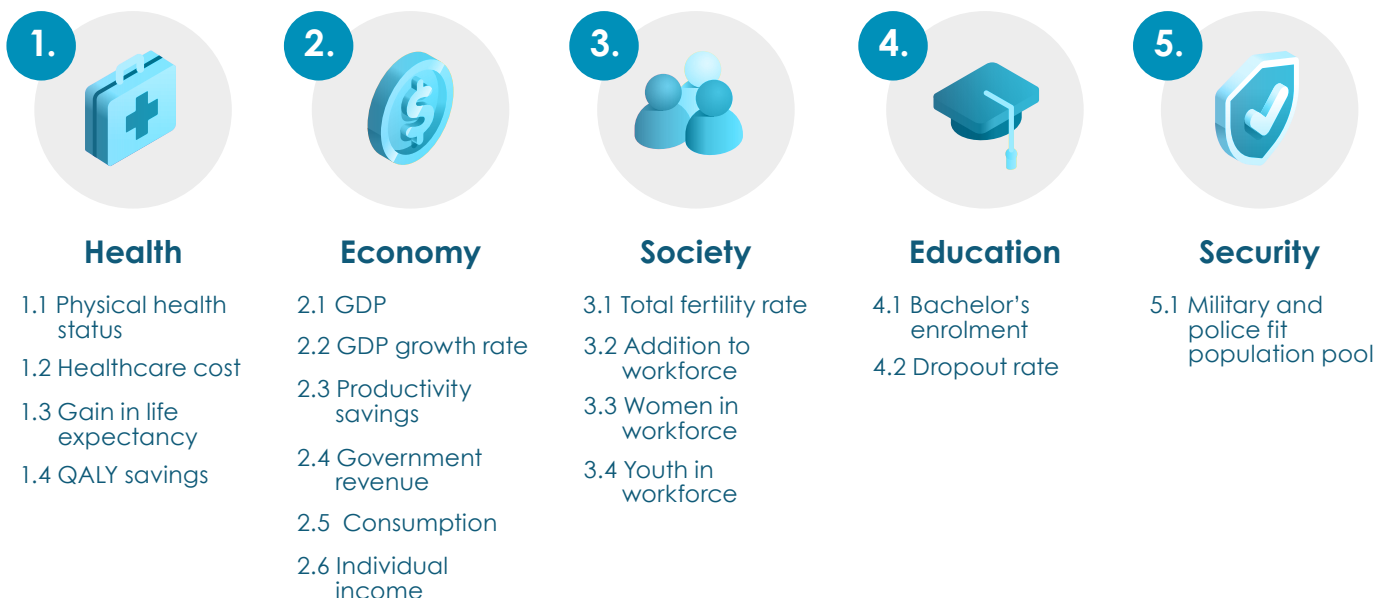 1.
Health
1.1 Physical health
status
1.2 Healthcare cost
1.3 Gain in life
expectancy
1.4 QALY savings
2.
Economy
2.1 GDP
2.2 GDP growth rate
2.3 Productivity
savings
2.4 Government
revenue
2.5 Consumption
2.6 Individual
income
3.
Society
3.1 Total fertility rate
3.2 Addition to
workforce
3.3 Women in
workforce
3.4 Youth in
workforce
4.
Education
4.1 Bachelor’s
enrolment
4.2 Dropout rate
5.
Security
5.1 Military and
police fit
population pool